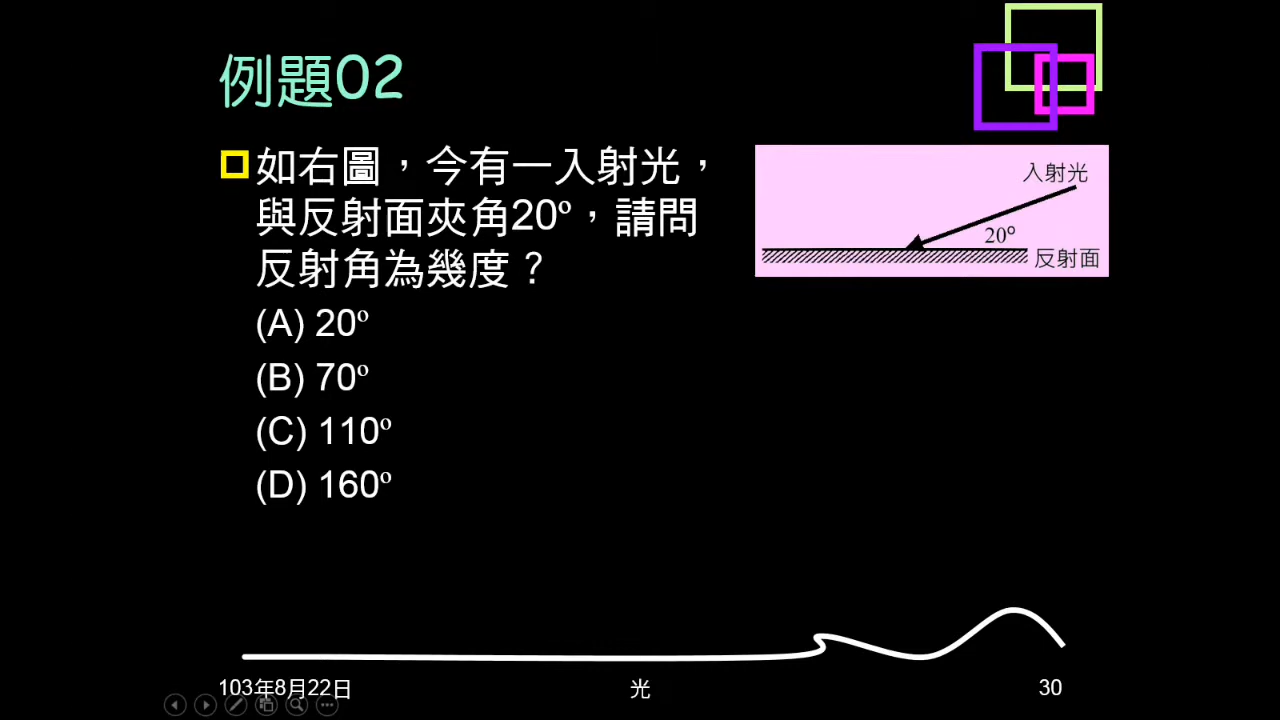 例題02
如右圖，今有一入射光，
與反射面夾角20º，請問
反射角為幾度？
(A) 20º
(B) 70º
(C) 110º
(D) 160º
入射光
20º
反射面
103年8月22日
光
30